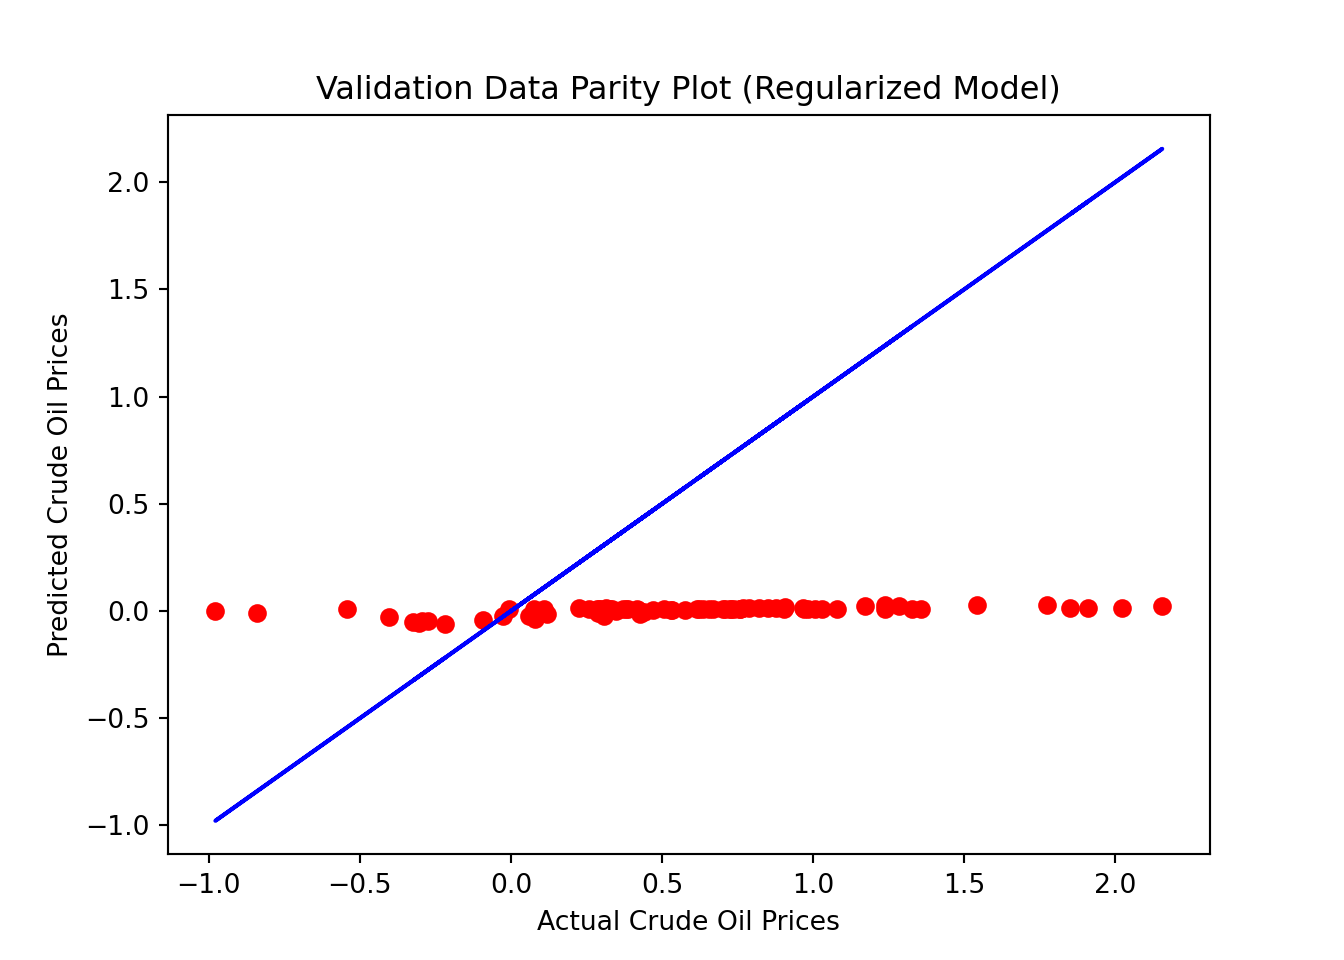 Validation Data Parity Plot (Regularized Model)
2.0
1.5
1.0
0.5
0.0
−0.5
−1.0
Predicted Crude Oil Prices
−1.0 −0.5 0.0 0.5 1.0 1.5 2.0
Actual Crude Oil Prices